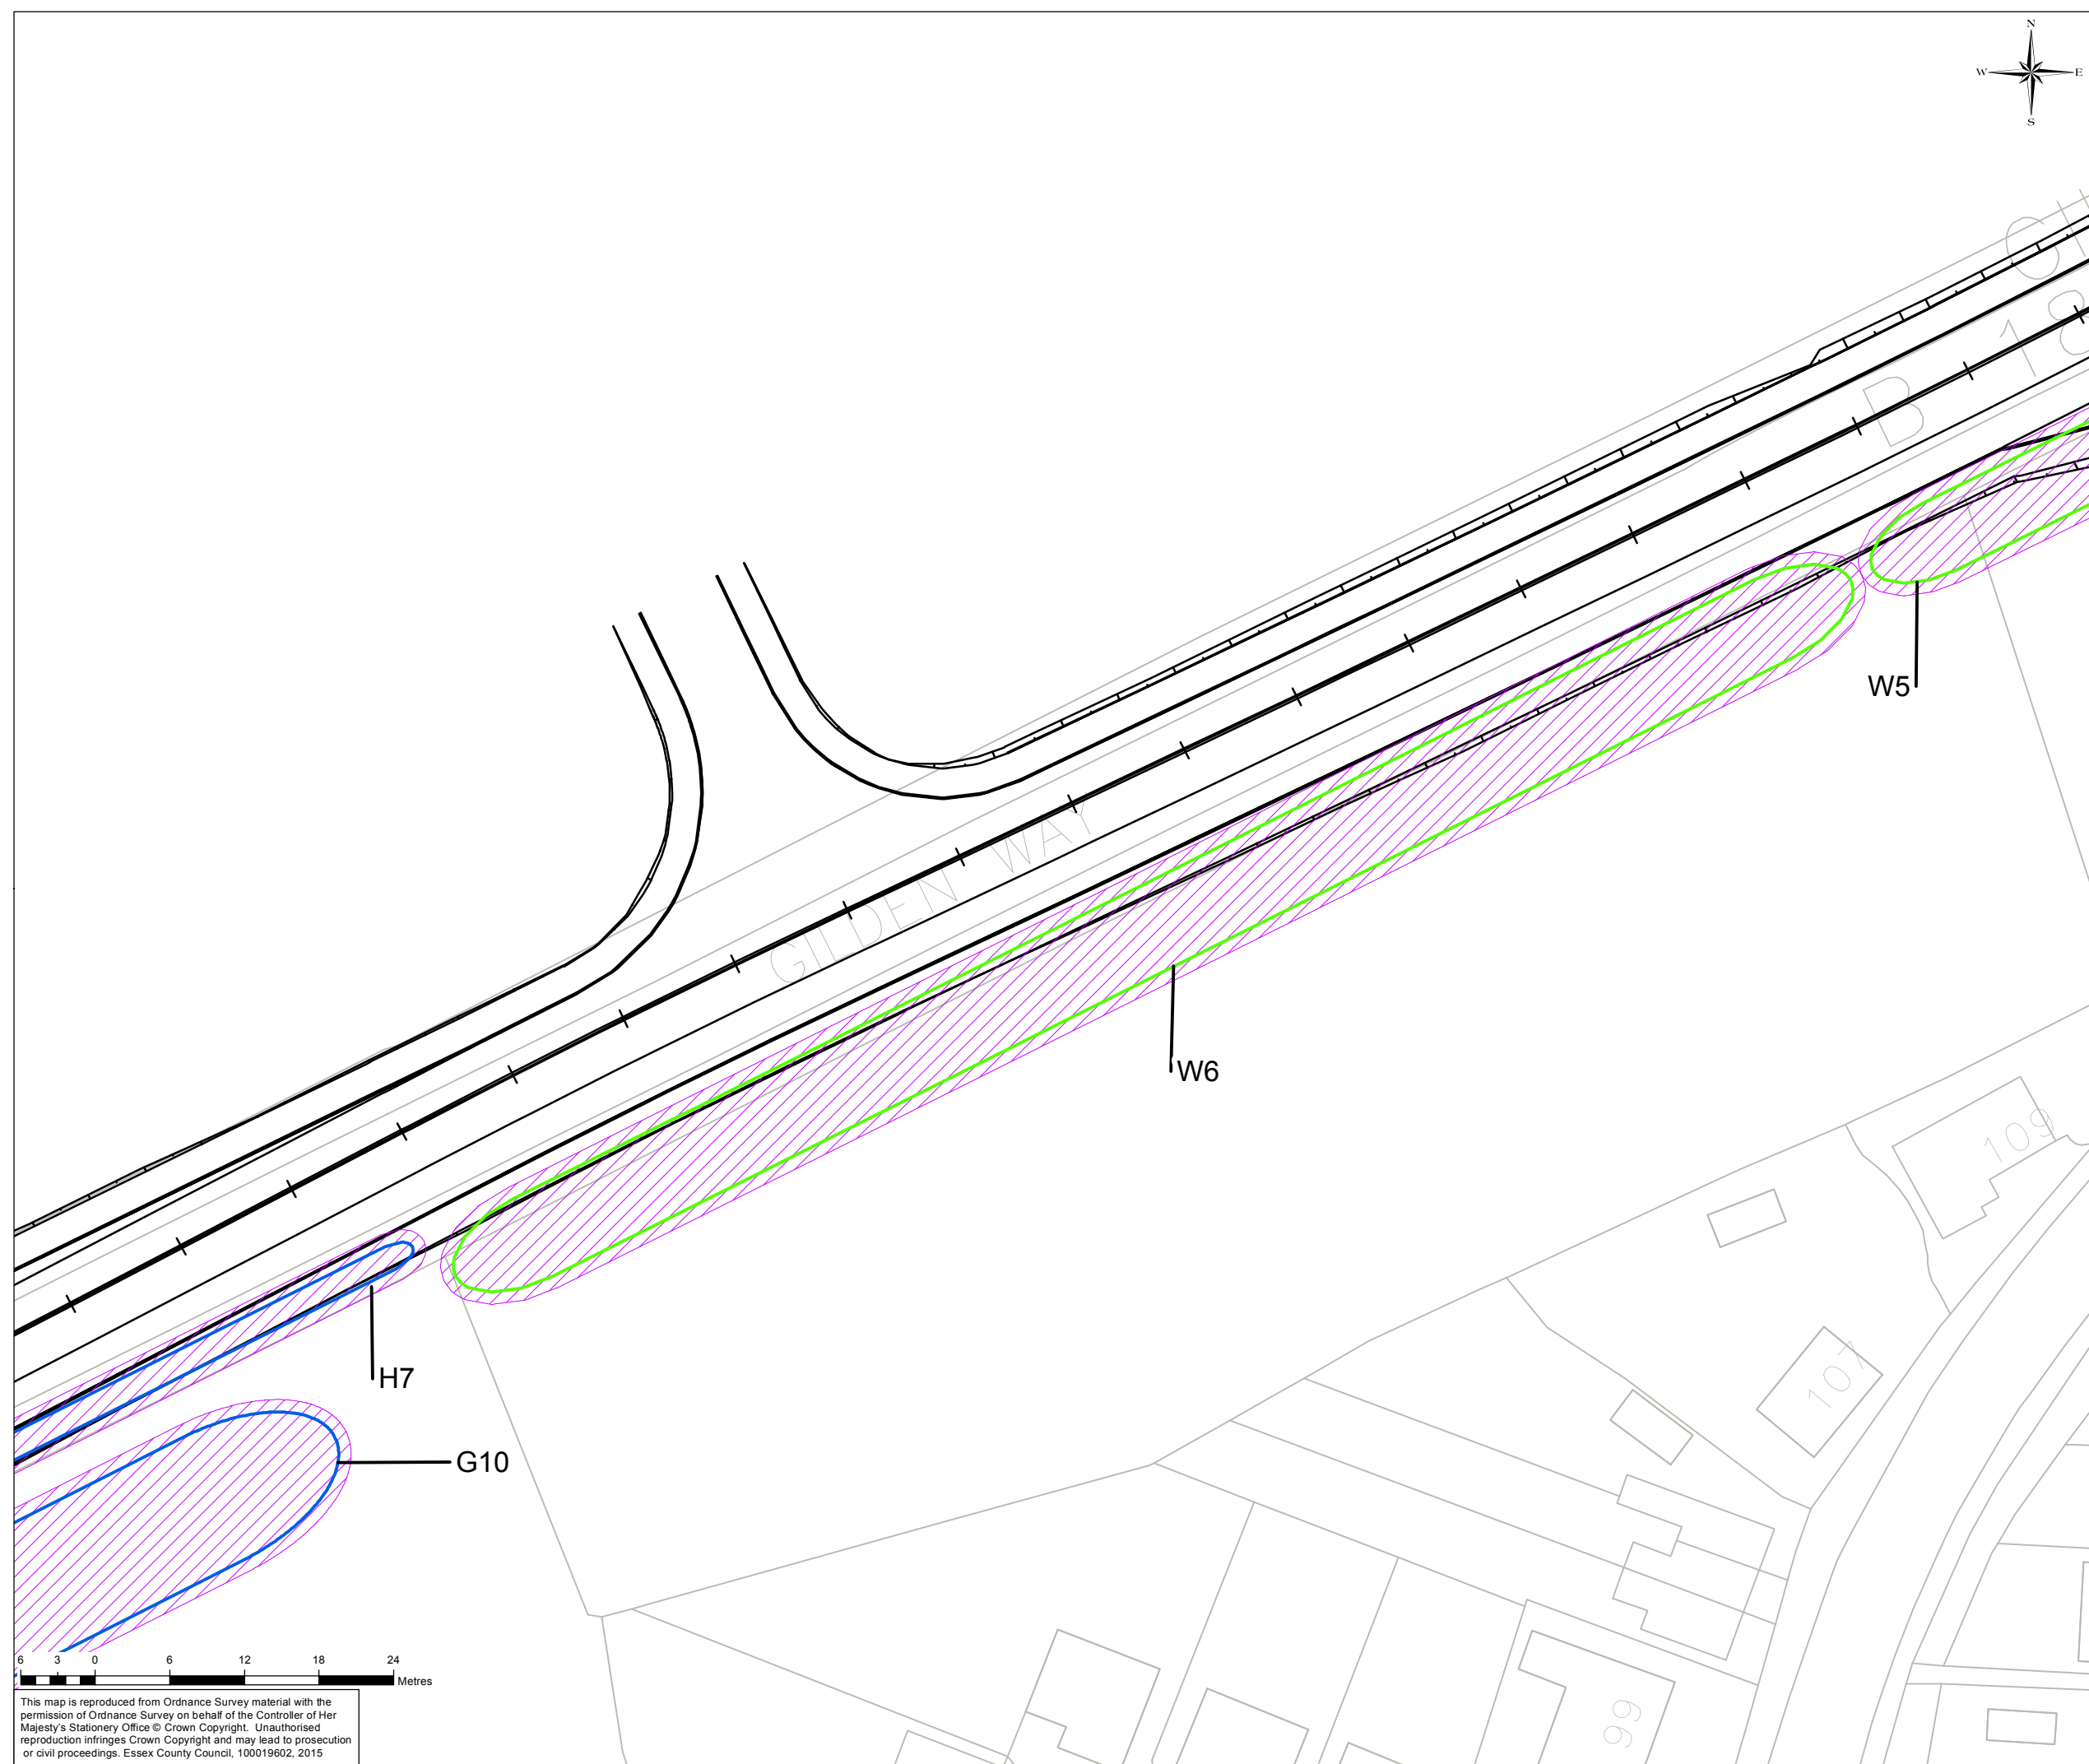 N
W E
S
B 18
GILDEN WAY
W5
W6
109
107
H7
G10
99
6 3 0 6 12 18 24
Metres
This map is reproduced from Ordnance Survey material with the
permission of Ordnance Survey on behalf of the Controller of Her
Majesty's Stationery Office © Crown Copyright. Unauthorised
reproduction infringes Crown Copyright and may lead to prosecution
or civil proceedings. Essex County Council, 100019602, 2015